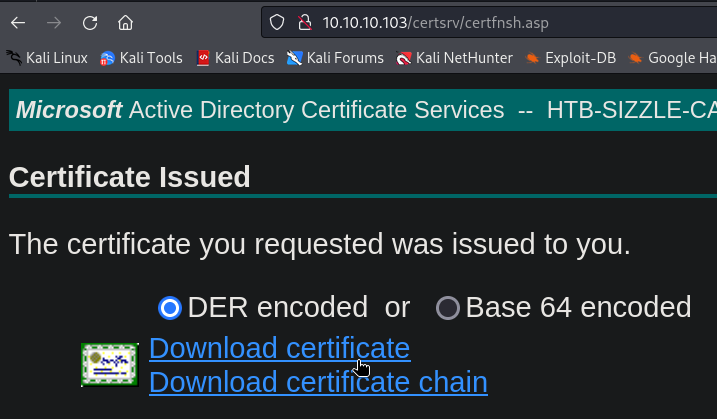 10.10.10.103/certsrv/certfnsh.asp
Kali Linux Kali Tools Kali Docs Kali Forums Kali NetHunter Exploit-DB Google Ha
Microsoft Active Directory Certificate Services -- HTB-SIZZLE-CA
Certificate Issued
The certificate you requested was issued to you.
DER encoded or Base 64 encoded
Download certificate
Download certificate chain